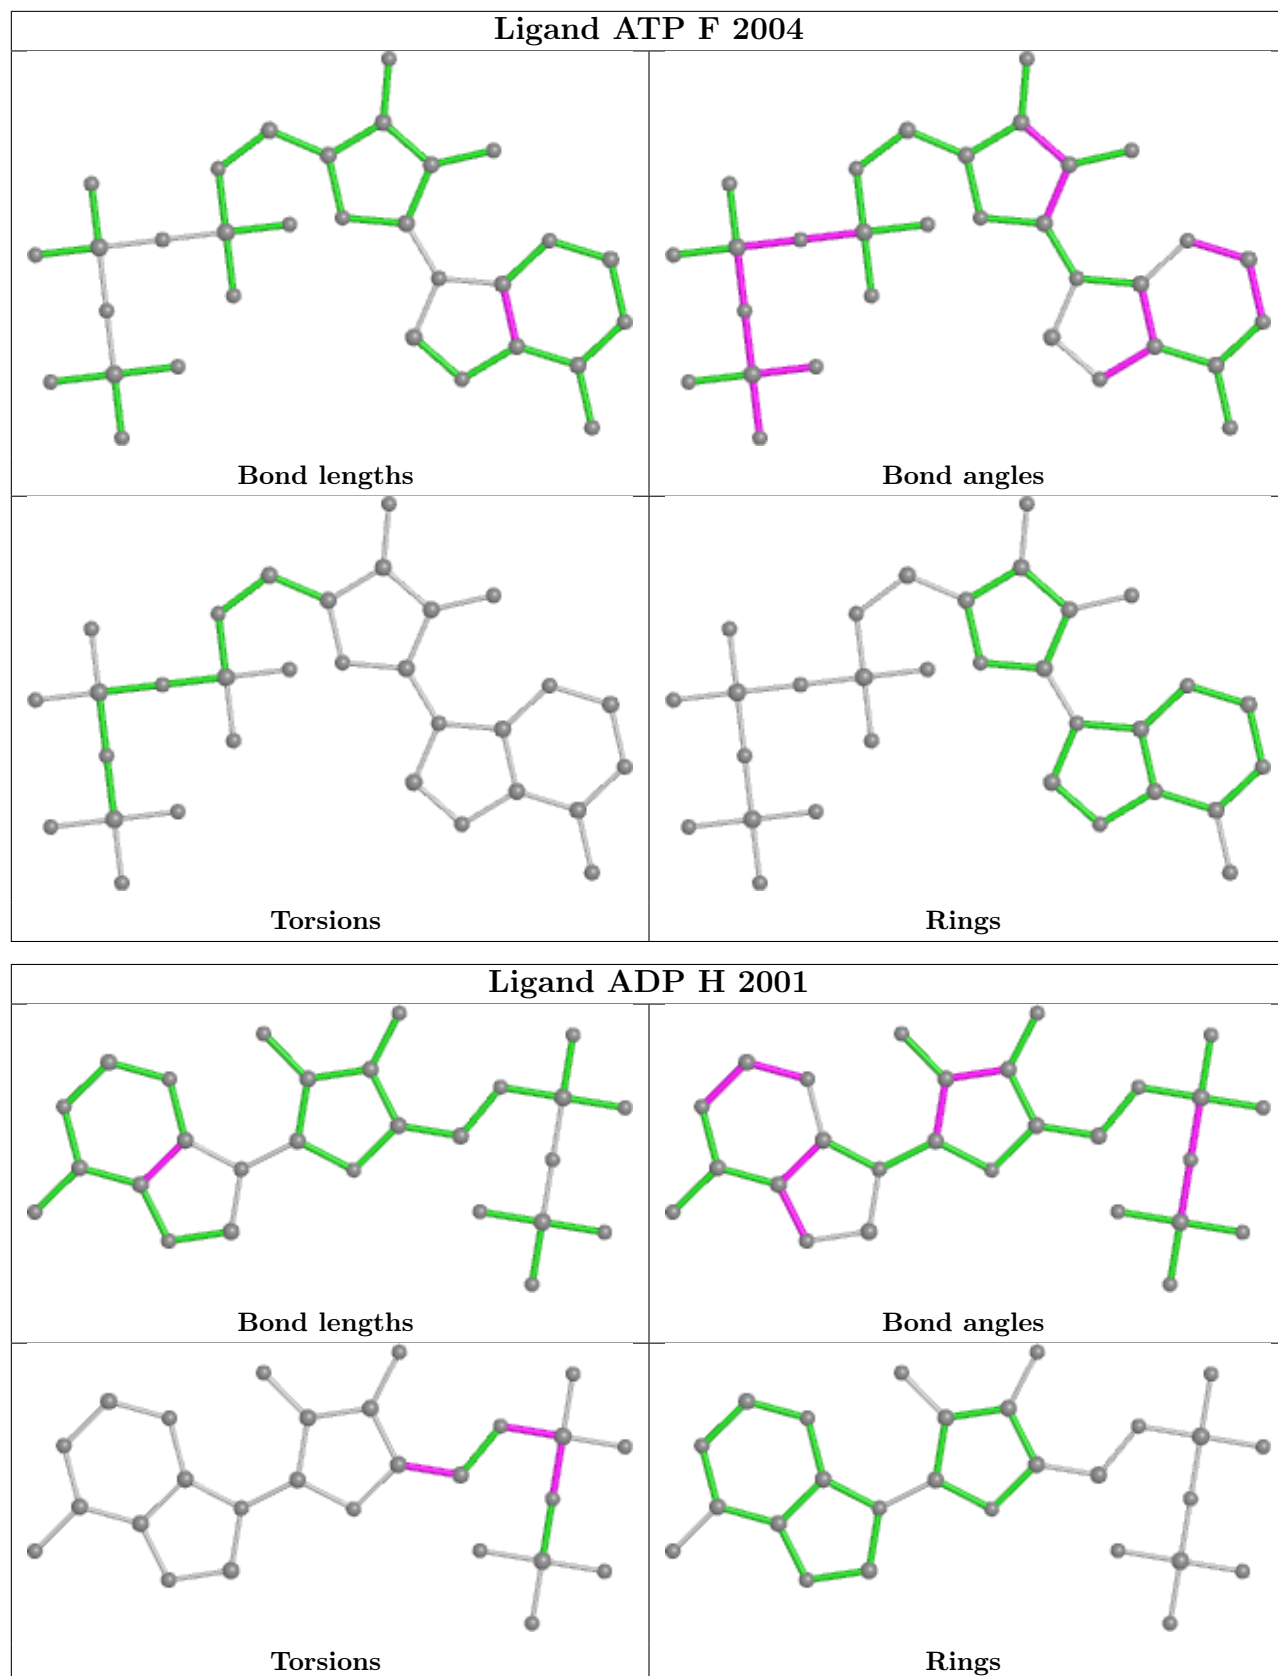 Ligand ATP F 2004
Bond lengths
Bond angles
Torsions
Rings
Ligand ADP H 2001
Bond lengths
Bond angles
Torsions
Rings